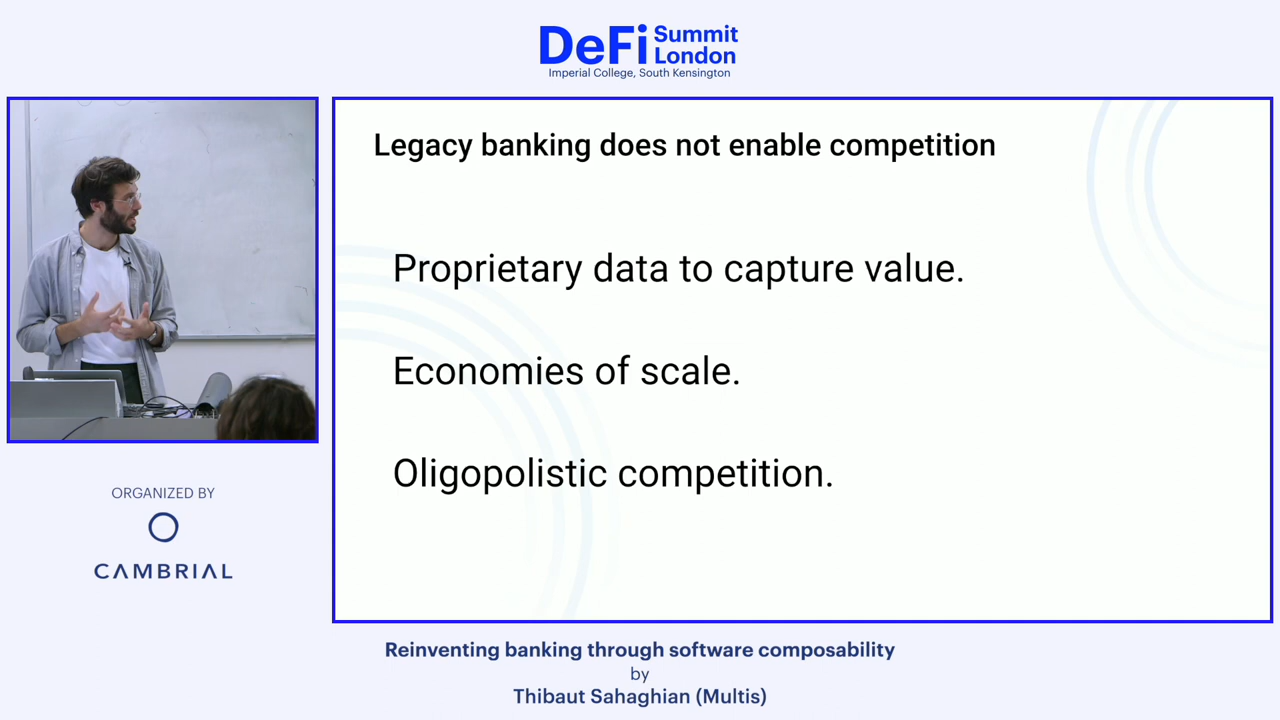 DeFi Summit London
Imperial College, South Kensington
Legacy banking does not enable competition
Proprietary data to capture value.
Economies of scale.
Oligopolistic competition.
ORGANIZED BY
CAMBRIAL
Reinventing banking through software composability
by
Thibaut Sahaghian (Multis)